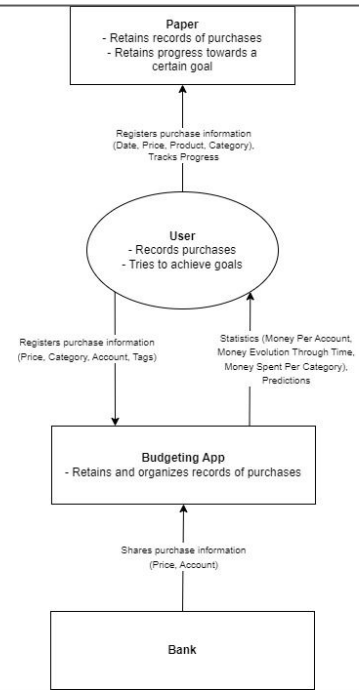 Paper
- Retains records of purchases
- Retains progress towards a
certain goal
Registers purchase information
(Date, Price, Product, Category),
Tracks Progress
User
- Records purchases
- Tries to achieve goals
Registers purchase information
(Price, Category, Account, Tags)
Statistics (Money Per Account,
Money Evolution Through Time,
Money Spent Per Category),
Predictions
Budgeting App
- Retains and organizes records of purchases
Shares purchase information
(Price, Account)
Bank